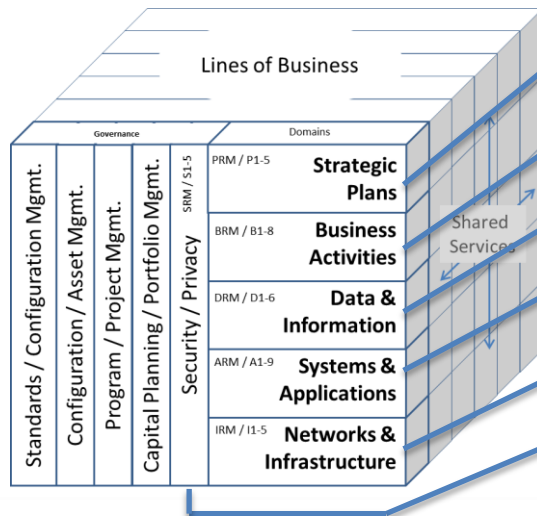 Lines of Business
Governance
Domains
Standards / Configuration Mgmt.
Configuration / Asset Mgmt.
Program / Project Mgmt.
Capital Planning / Portfolio Mgmt.
Security / Privacy
SRM / S1-5
PRM / P1-5
Strategic
Plans
BRM / B1-8
Business
Activities
DRM / D1-6
Data &
Information
ARM / A1-9
Systems &
Applications
IRM / I1-5
Networks &
Infrastructure
Shared
Services